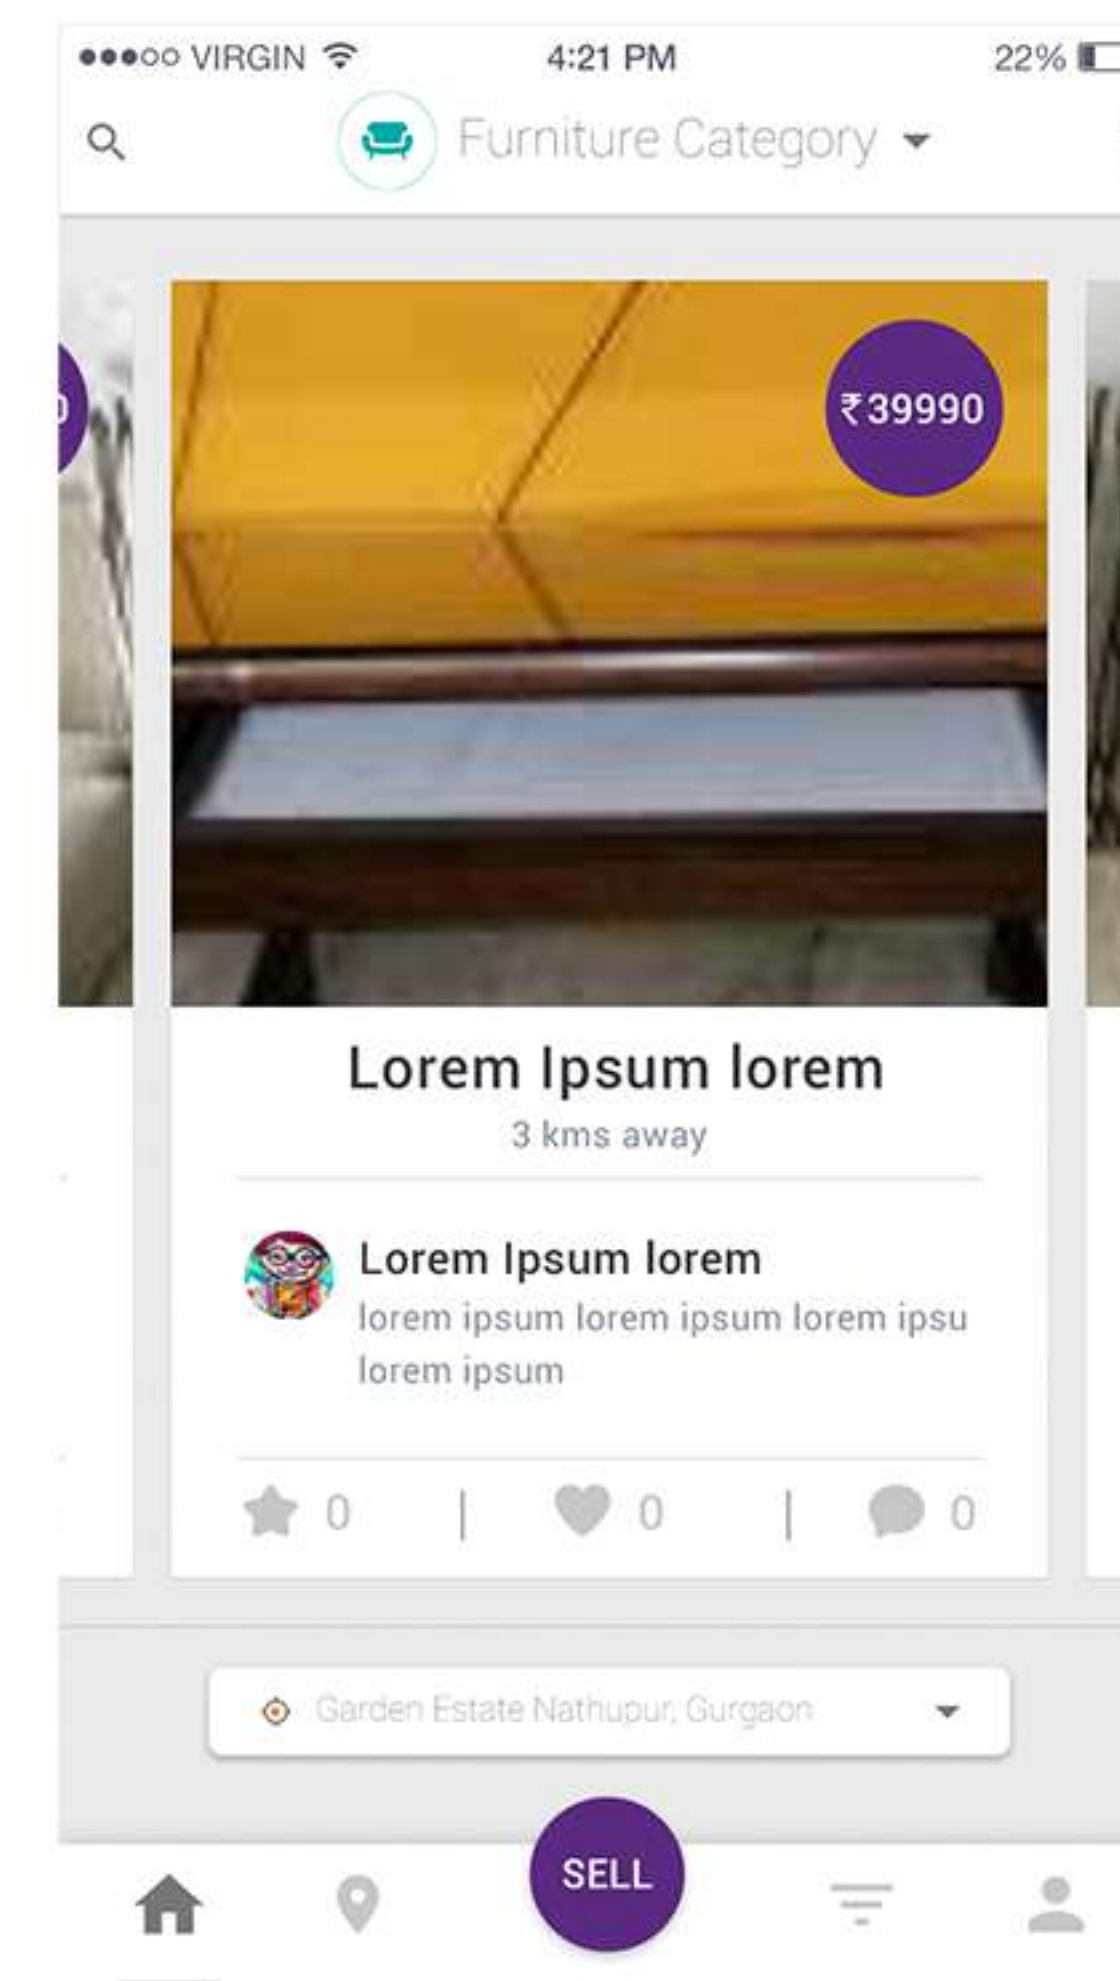 VIRGIN 4:21 PM 22%
Furniture Category
₹39990
Lorem Ipsum lorem
3 kms away
Lorem Ipsum lorem
lorem ipsum lorem ipsum lorem ipsu
lorem ipsum
0 | 0 | 0
Garden Estate Nathupur, Gurgaon
SELL